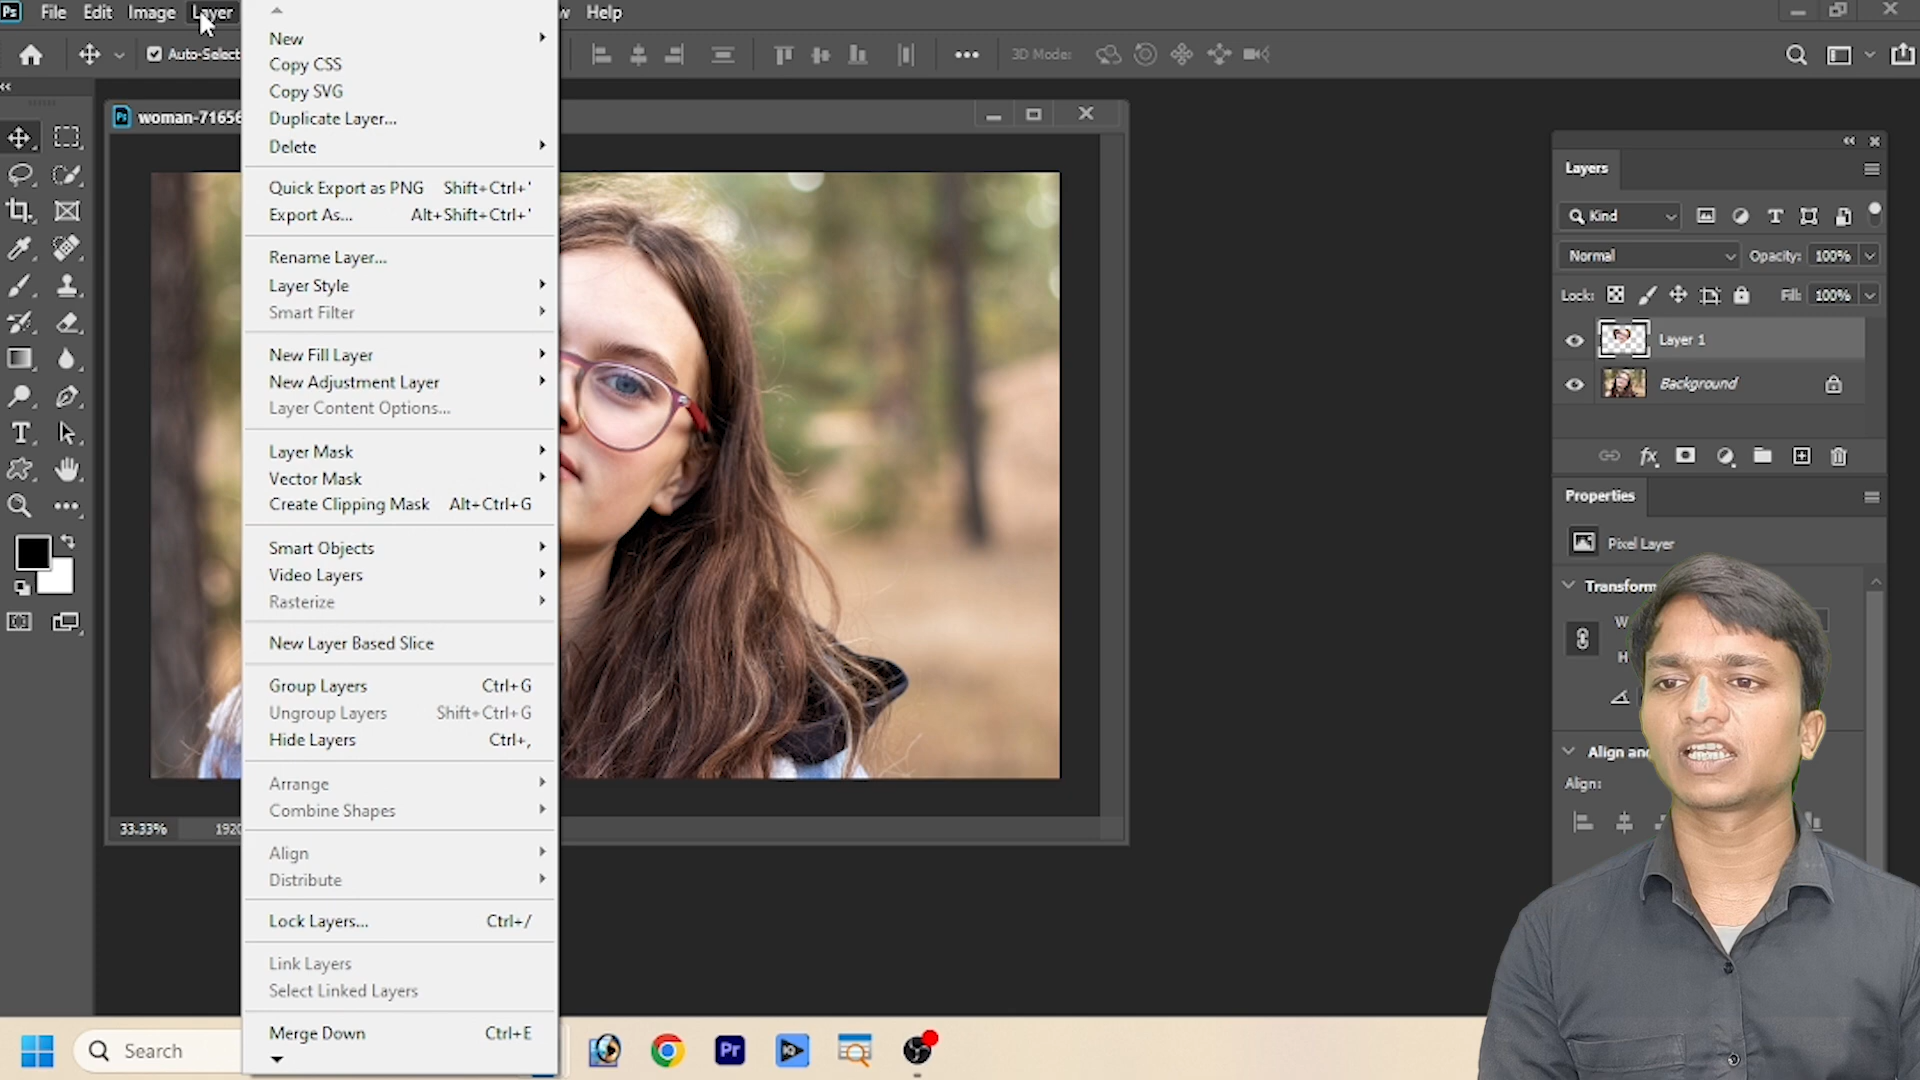 Ps File Edit Image Layer w Help
Auto-Select
3D Mode:
woman-71656
New
Copy CSS
Copy SVG
Duplicate Layer...
Delete
Quick Export as PNG Shift+Ctrl+'
Export As... Alt+Shift+Ctrl+'
Rename Layer...
Layer Style
Smart Filter
New Fill Layer
New Adjustment Layer
Layer Content Options...
Layer Mask
Vector Mask
Create Clipping Mask Alt+Ctrl+G
Smart Objects
Video Layers
Rasterize
New Layer Based Slice
Group Layers Ctrl+G
Ungroup Layers Shift+Ctrl+G
Hide Layers Ctrl+,
Arrange
Combine Shapes
Align
Distribute
Lock Layers... Ctrl+/
Link Layers
Select Linked Layers
Merge Down Ctrl+E
33.33% 192
Layers
Kind
Normal Opacity: 100%
Lock: Fill: 100%
Layer 1
Background
fx
Properties
Pixel Layer
Transform
W
H
Align and
Align:
Search
Pr